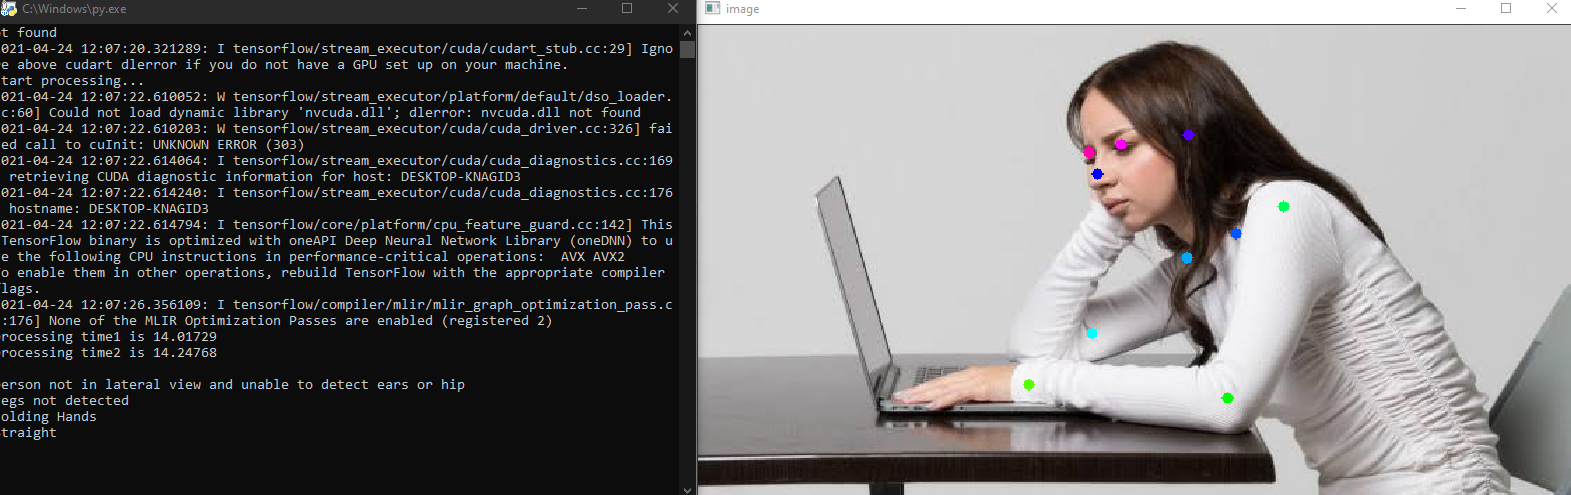 C:\Windows\py.exe
image
t found
021-04-24 12:07:20.321289: I tensorflow/stream_executor/cuda/cudart_stub.cc:29] Igno
e above cudart dlerror if you do not have a GPU set up on your machine.
tart processing...
021-04-24 12:07:22.610052: W tensorflow/stream_executor/platform/default/dso_loader.
c:60] Could not load dynamic library 'nvcuda.dll'; dlerror: nvcuda.dll not found
021-04-24 12:07:22.610203: W tensorflow/stream_executor/cuda/cuda_driver.cc:326] fai
ed call to cuInit: UNKNOWN ERROR (303)
021-04-24 12:07:22.614064: I tensorflow/stream_executor/cuda/cuda_diagnostics.cc:169
retrieving CUDA diagnostic information for host: DESKTOP-KNAGID3
021-04-24 12:07:22.614240: I tensorflow/stream_executor/cuda/cuda_diagnostics.cc:176
hostname: DESKTOP-KNAGID3
021-04-24 12:07:22.614794: I tensorflow/core/platform/cpu_feature_guard.cc:142] This
TensorFlow binary is optimized with oneAPI Deep Neural Network Library (oneDNN) to u
e the following CPU instructions in performance-critical operations:  AVX AVX2
o enable them in other operations, rebuild TensorFlow with the appropriate compiler
lags.
021-04-24 12:07:26.356109: I tensorflow/compiler/mlir/mlir_graph_optimization_pass.c
:176] None of the MLIR Optimization Passes are enabled (registered 2)
rocessing time1 is 14.01729
rocessing time2 is 14.24768
erson not in lateral view and unable to detect ears or hip
egs not detected
olding Hands
traight